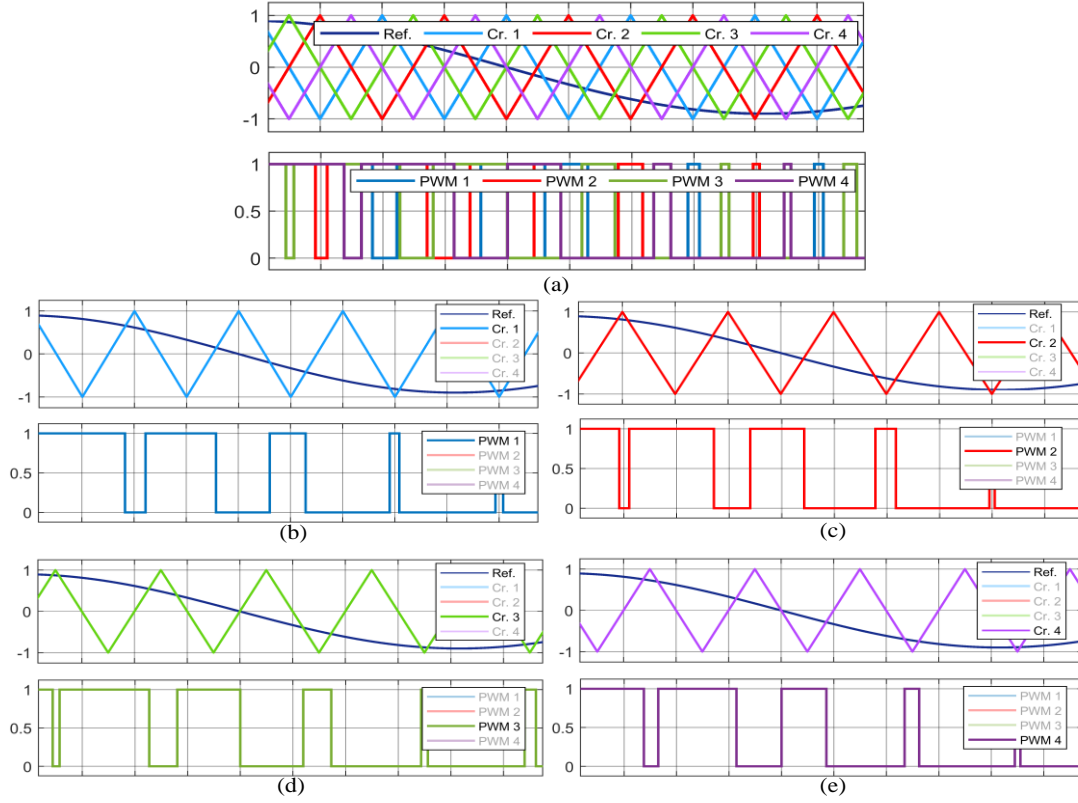 1
0
-1
Ref. Cr. 1 Cr. 2 Cr. 3 Cr. 4
1
0.5
0
PWM 1 PWM 2 PWM 3 PWM 4
(a)
1
0
-1
Ref.
Cr. 1
Cr. 2
Cr. 3
Cr. 4
1
0.5
0
PWM 1
PWM 2
PWM 3
PWM 4
(b)
1
0
-1
Ref.
Cr. 1
Cr. 2
Cr. 3
Cr. 4
1
0.5
0
PWM 1
PWM 2
PWM 3
PWM 4
(c)
1
0
-1
Ref.
Cr. 1
Cr. 2
Cr. 3
Cr. 4
1
0.5
0
PWM 1
PWM 2
PWM 3
PWM 4
(d)
1
0
-1
Ref.
Cr. 1
Cr. 2
Cr. 3
Cr. 4
1
0.5
0
PWM 1
PWM 2
PWM 3
PWM 4
(e)